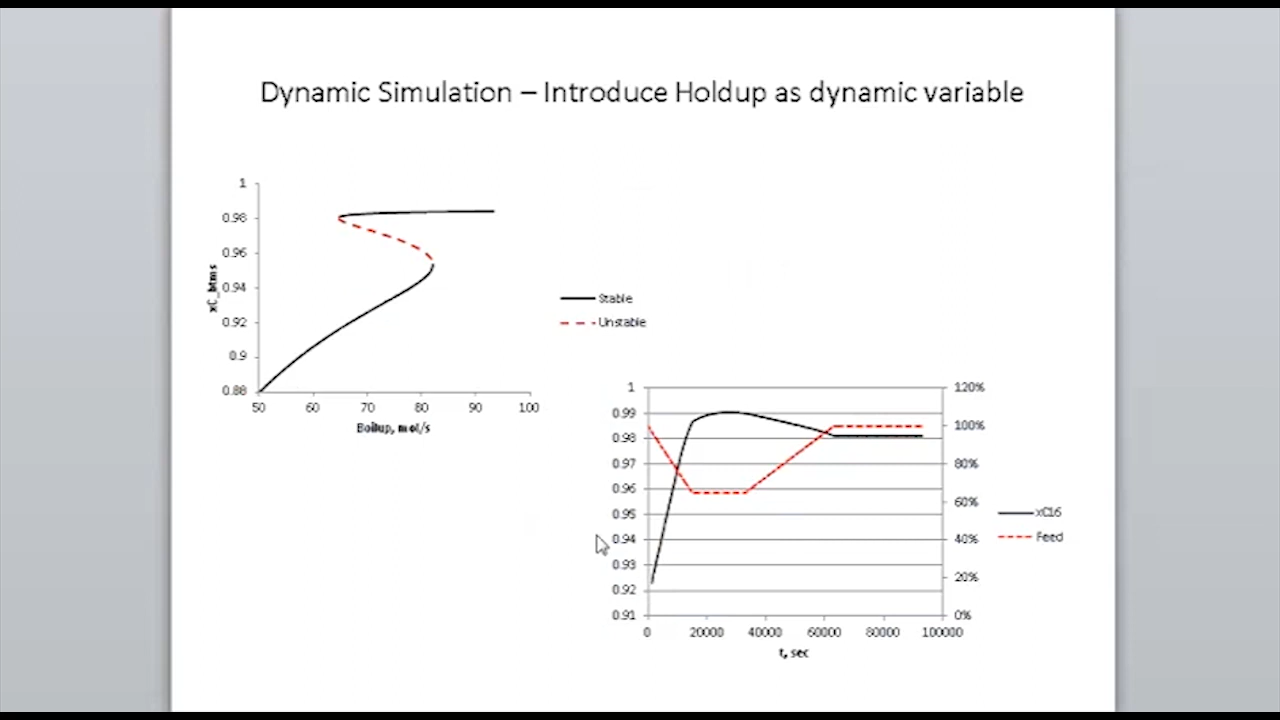 Dynamic Simulation – Introduce Holdup as dynamic variable
1
0.98
0.96
0.94
0.92
0.9
0.88
xC_btms
50 60 70 80 90 100
Boilup, mol/s
Stable
Unstable
1
0.99
0.98
0.97
0.96
0.95
0.94
0.93
0.92
0.91
120%
100%
80%
60%
40%
20%
0%
0 20000 40000 60000 80000 100000
t, sec
xC16
Feed